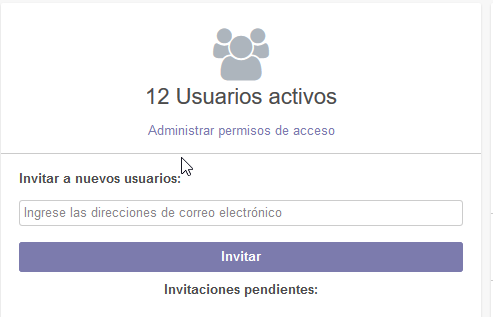 12 Usuarios activos
Administrar permisos de acceso
Invitar a nuevos usuarios:
Ingrese las direcciones de correo electrónico
Invitar
Invitaciones pendientes: